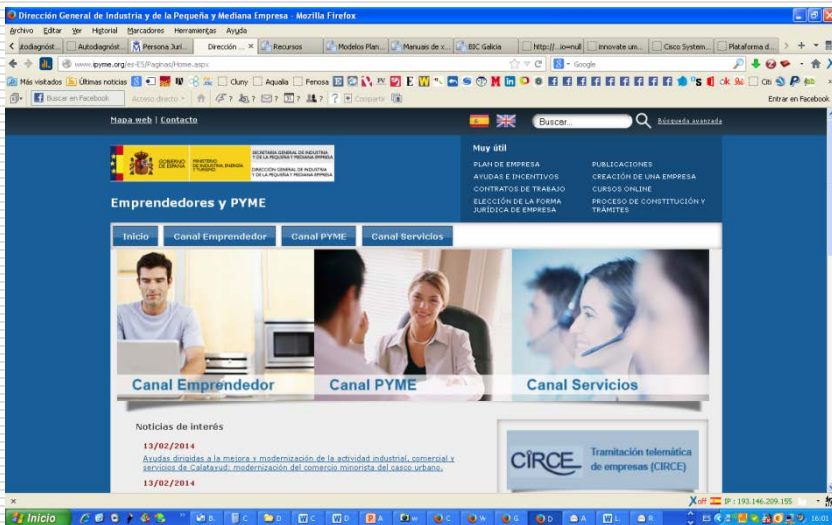 Dirección General de Industria y de la Pequeña y Mediana Empresa - Mozilla Firefox
Archivo Editar Ver Historial Marcadores Herramientas Ayuda
Autodiagnóst... Persona Jurí... Dirección ... × Recursos Modelos Plan... Manuais de x... BIC Galicia http://...io=null innovate um... Cisco System... Plataforma d...
www.ipyme.org/es-ES/Paginas/Home.aspx Google
Más visitados Últimas noticias Cluny Aqualia Fenosa
Buscar en Facebook Acceso directo Compartir Entrar en Facebook
Mapa web | Contacto Buscar... Búsqueda avanzada
GOBIERNO DE ESPAÑA
MINISTERIO DE INDUSTRIA, ENERGÍA Y TURISMO
SECRETARÍA GENERAL DE INDUSTRIA Y DE LA PEQUEÑA Y MEDIANA EMPRESA
DIRECCIÓN GENERAL DE INDUSTRIA Y DE LA PEQUEÑA Y MEDIANA EMPRESA
Emprendedores y PYME
Muy útil
PLAN DE EMPRESA
AYUDAS E INCENTIVOS
CONTRATOS DE TRABAJO
ELECCIÓN DE LA FORMA
JURÍDICA DE EMPRESA
PUBLICACIONES
CREACIÓN DE UNA EMPRESA
CURSOS ONLINE
PROCESO DE CONSTITUCIÓN Y
TRÁMITES
Inicio Canal Emprendedor Canal PYME Canal Servicios
Canal Emprendedor Canal PYME Canal Servicios
Noticias de interés
13/02/2014
Ayudas dirigidas a la mejora y modernización de la actividad industrial, comercial y
servicios de Calatayud: modernización del comercio minorista del casco urbano.
13/02/2014
CIRCE
Tramitación telemática
de empresas (CIRCE)
off IP : 193.146.209.155
Inicio 16:01